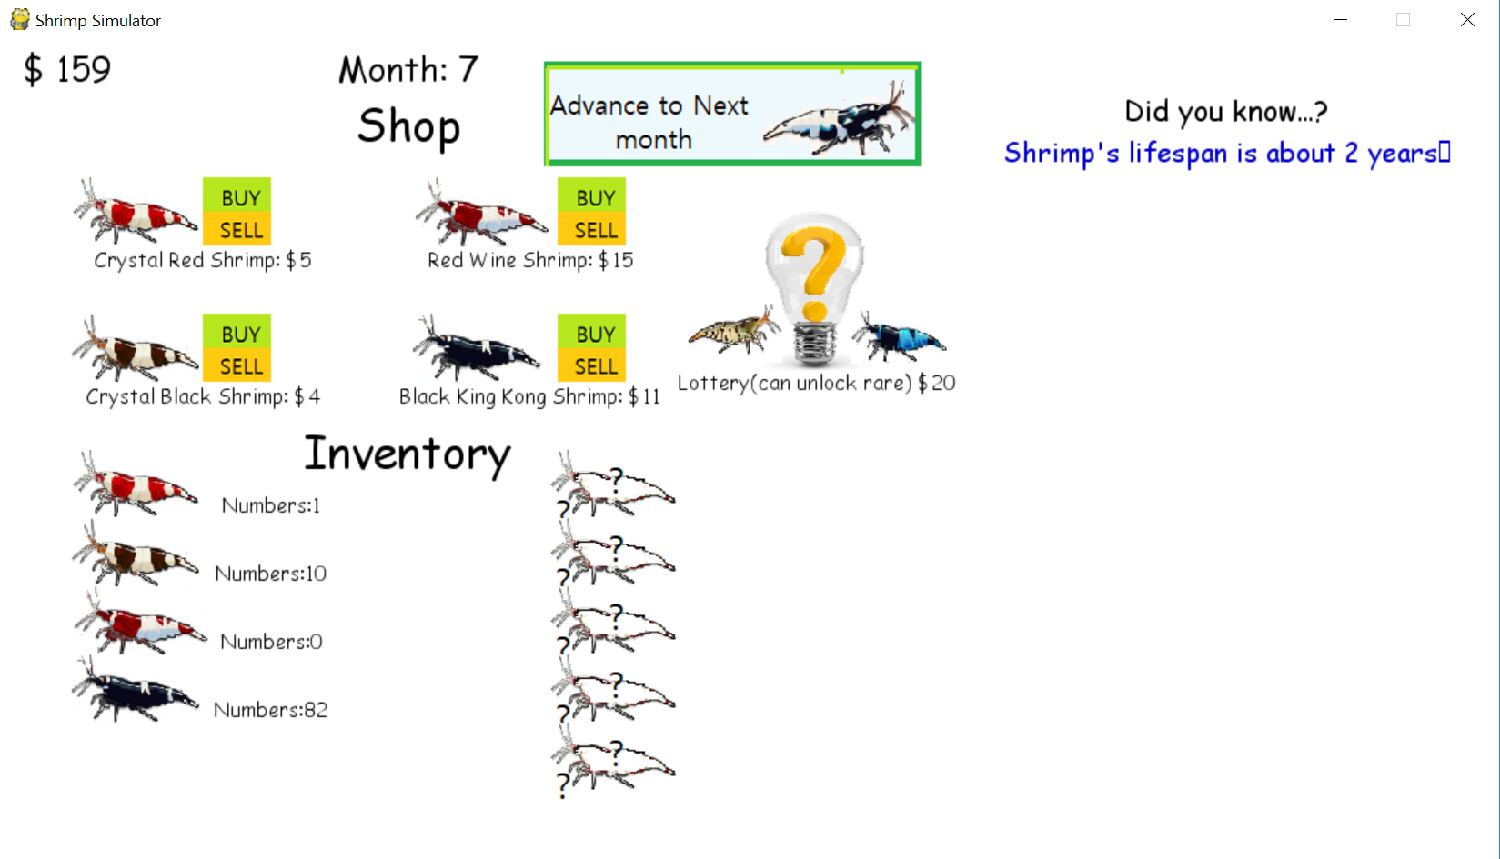 Shrimp Simulator
$ 159
Month: 7
Shop
Advance to Next
month
Did you know...?
Shrimp's lifespan is about 2 years
BUY
SELL
Crystal Red Shrimp: $5
BUY
SELL
Red Wine Shrimp: $15
BUY
SELL
Crystal Black Shrimp: $4
BUY
SELL
Black King Kong Shrimp: $11
?
Lottery(can unlock rare) $20
Inventory
Numbers:1
Numbers:10
Numbers:0
Numbers:82
?
?
?
?
?
?
?
?
?
?